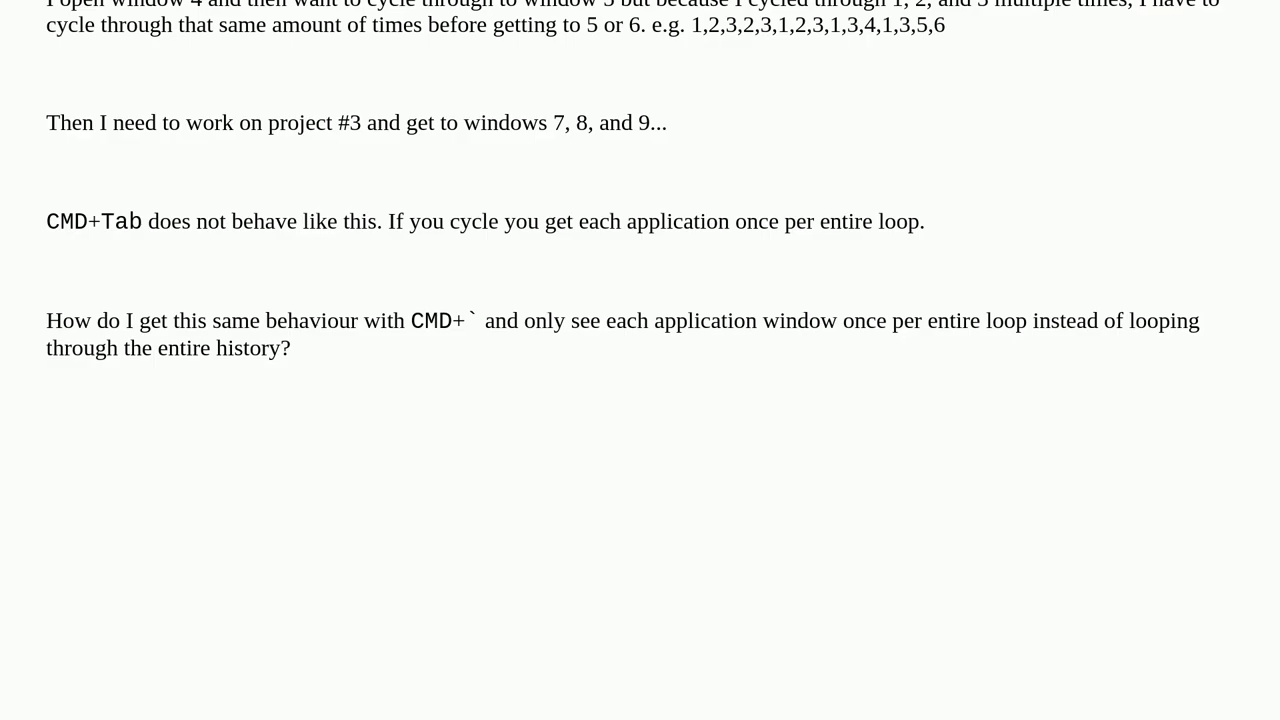 I open window 4 and then want to cycle through to window 5 but because I cycled through 1, 2, and 3 multiple times, I have to
cycle through that same amount of times before getting to 5 or 6. e.g. 1,2,3,2,3,1,2,3,1,3,4,1,3,5,6
Then I need to work on project #3 and get to windows 7, 8, and 9...
CMD+Tab does not behave like this. If you cycle you get each application once per entire loop.
How do I get this same behaviour with CMD+` and only see each application window once per entire loop instead of looping
through the entire history?